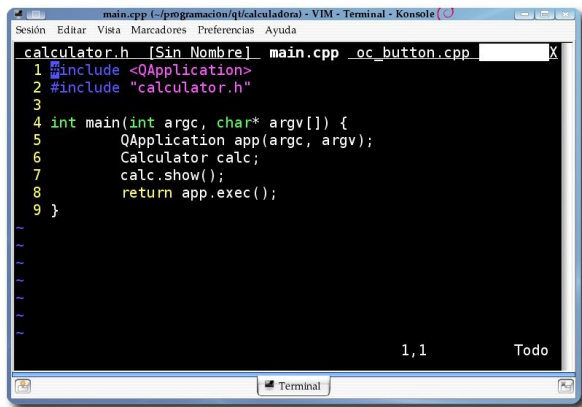 main.cpp (~/programacion/qt/calculadora) - VIM - Terminal - Konsole
Sesión Editar Vista Marcadores Preferencias Ayuda
calculator.h [Sin Nombre] main.cpp oc_button.cpp X
1 #include <QApplication>
2 #include "calculator.h"
3
4 int main(int argc, char* argv[]) {
5 QApplication app(argc, argv);
6 Calculator calc;
7 calc.show();
8 return app.exec();
9 }
~
~
~
~
~
~
1,1 Todo
Terminal